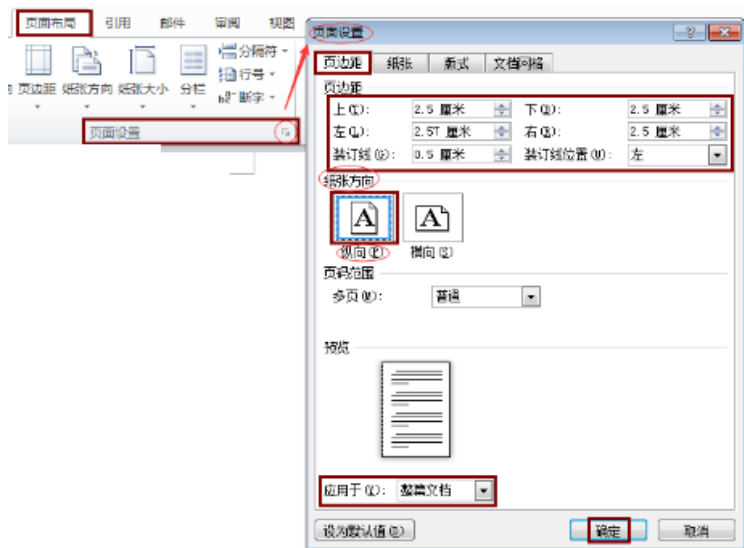 页面布局 引用 邮件 审阅 视图
页边距 纸张方向 纸张大小 分栏
分隔符
行号
断字
页面设置
页面设置
页边距 纸张 版式 文档网格
页边距
上(T): 2.5 厘米 下(B): 2.5 厘米
左(L): 2.5T 厘米 右(R): 2.5 厘米
装订线(G): 0.5 厘米 装订线位置(U): 左
纸张方向
纵向(P) 横向(S)
页码范围
多页(M): 普通
预览
应用于(Y): 整篇文档
设为默认值(D) 确定 取消